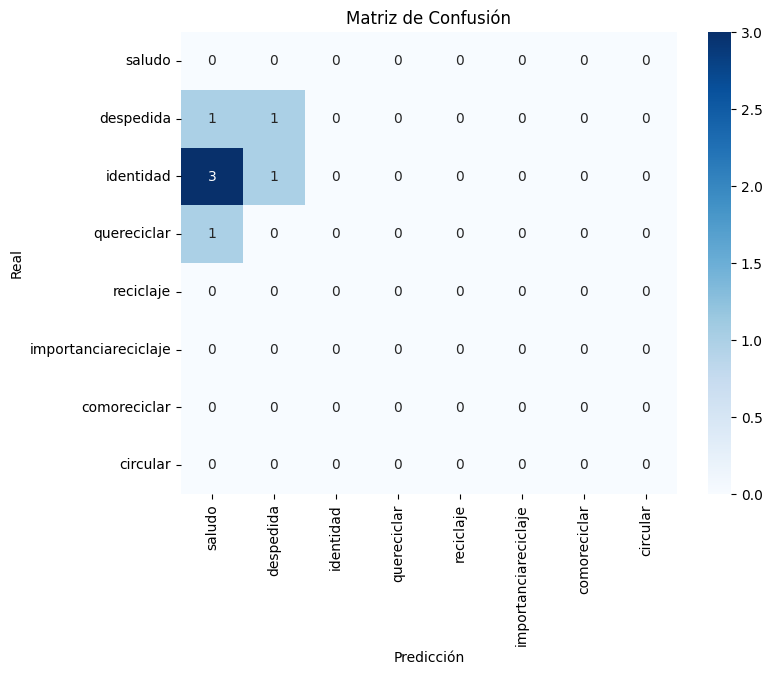 Matriz de Confusión
saludo 0 0 0 0 0 0 0 0
despedida 1 1 0 0 0 0 0 0
identidad 3 1 0 0 0 0 0 0
quereciclar 1 0 0 0 0 0 0 0
reciclaje 0 0 0 0 0 0 0 0
importanciareciclaje 0 0 0 0 0 0 0 0
comoreciclar 0 0 0 0 0 0 0 0
circular 0 0 0 0 0 0 0 0
Real
saludo
despedida
identidad
quereciclar
reciclaje
importanciareciclaje
comoreciclar
circular
Predicción
3.0
2.5
2.0
1.5
1.0
0.5
0.0